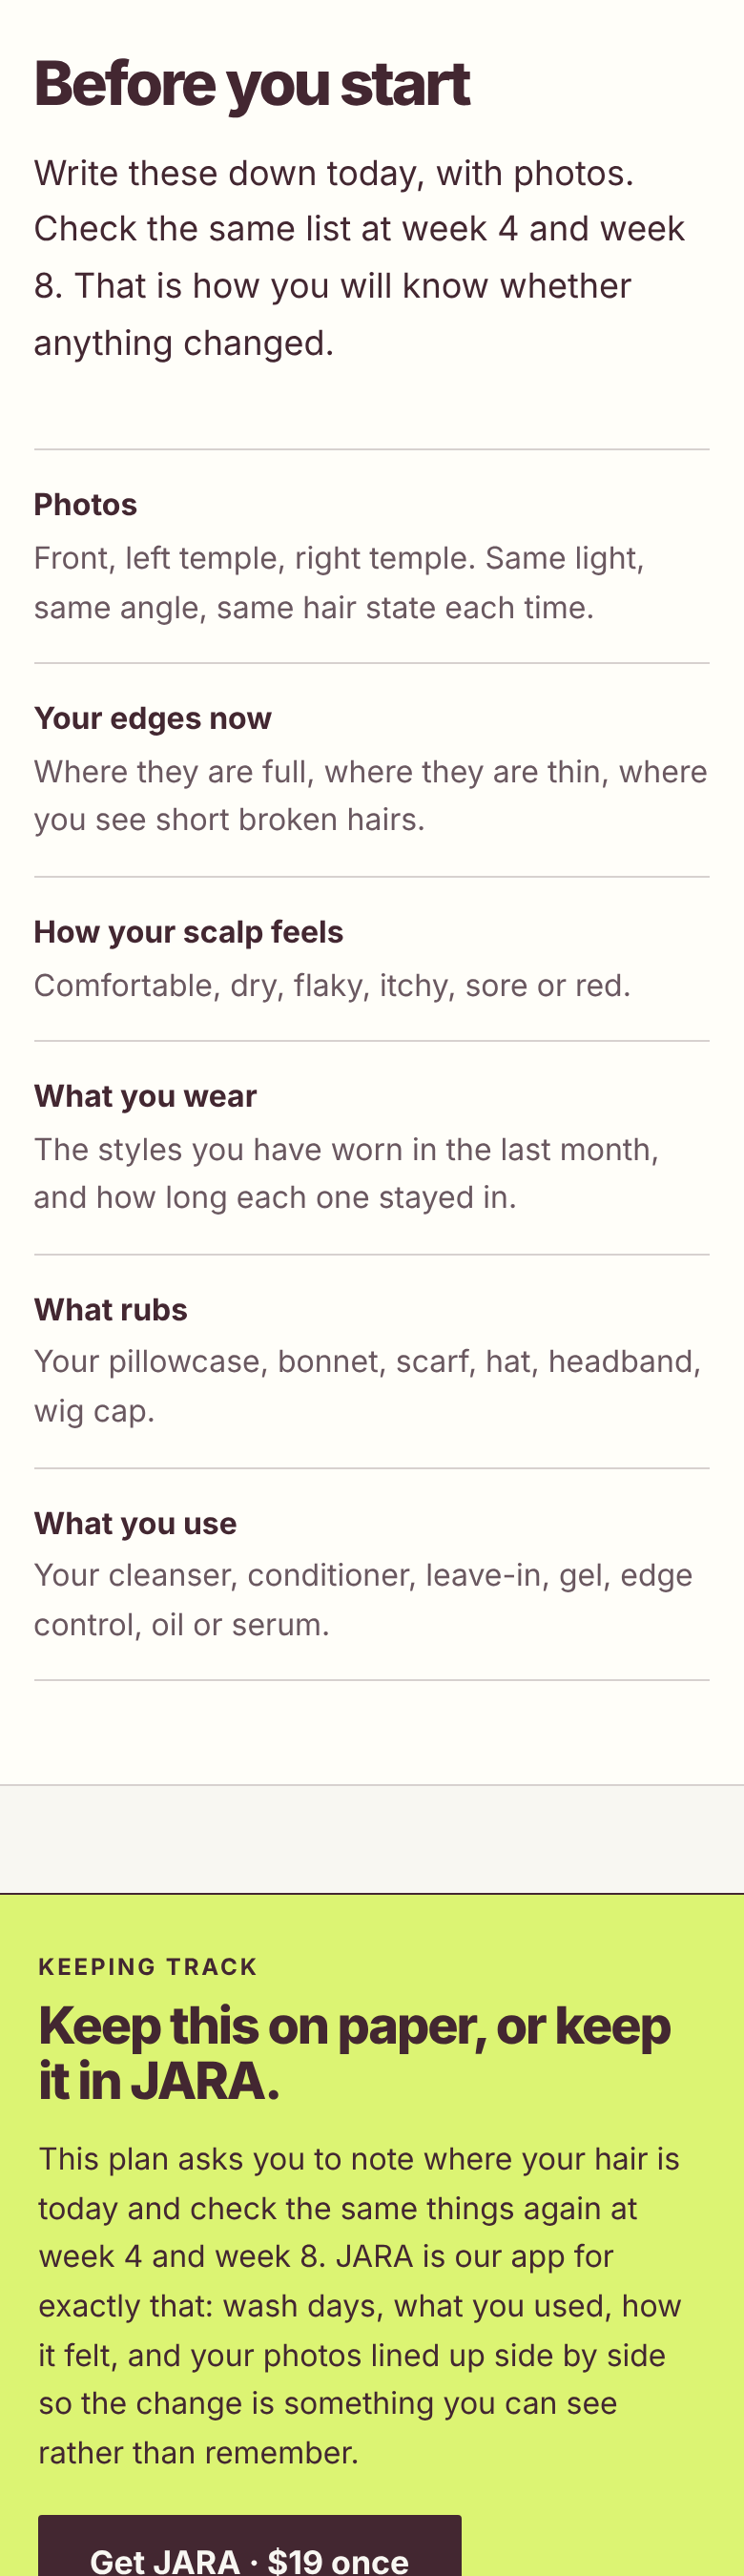 Before you start
Write these down today, with photos.
Check the same list at week 4 and week
8. That is how you will know whether
anything changed.
Photos
Front, left temple, right temple. Same light,
same angle, same hair state each time.
Your edges now
Where they are full, where they are thin, where
you see short broken hairs.
How your scalp feels
Comfortable, dry, flaky, itchy, sore or red.
What you wear
The styles you have worn in the last month,
and how long each one stayed in.
What rubs
Your pillowcase, bonnet, scarf, hat, headband,
wig cap.
What you use
Your cleanser, conditioner, leave-in, gel, edge
control, oil or serum.
KEEPING TRACK
Keep this on paper, or keep
it in JARA.
This plan asks you to note where your hair is
today and check the same things again at
week 4 and week 8. JARA is our app for
exactly that: wash days, what you used, how
it felt, and your photos lined up side by side
so the change is something you can see
rather than remember.
Get JARA · $19 once